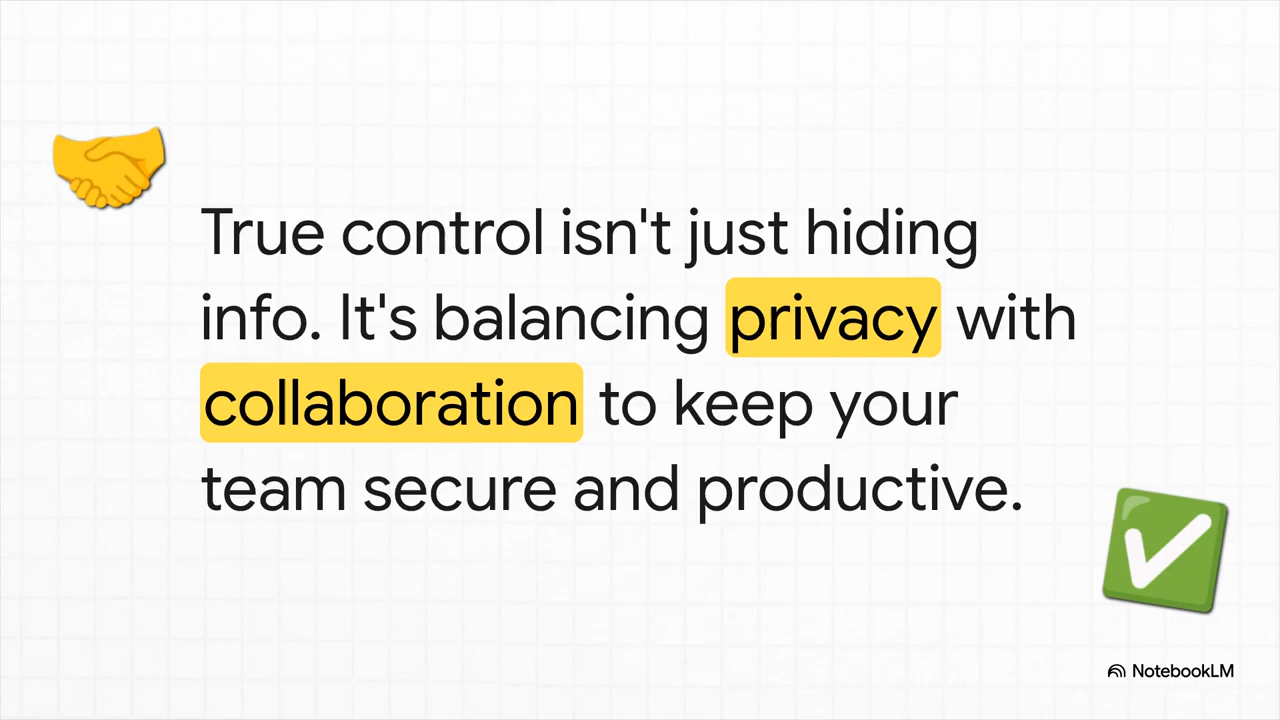 True control isn't just hiding
info. It's balancing privacy with
collaboration to keep your
team secure and productive.
NotebookLM